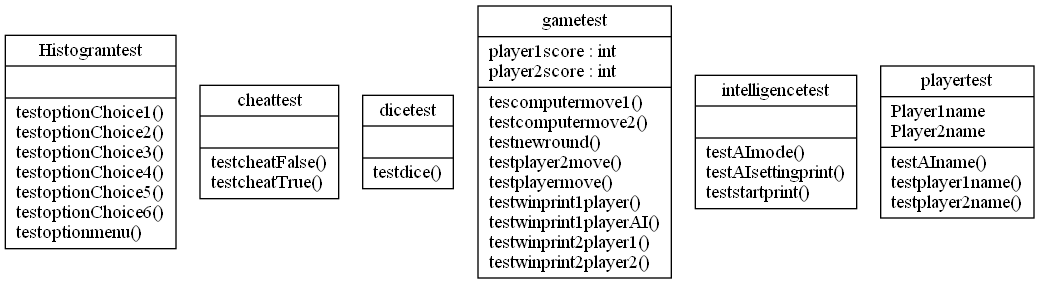 Histogramtest
testoptionChoice1()
testoptionChoice2()
testoptionChoice3()
testoptionChoice4()
testoptionChoice5()
testoptionChoice6()
testoptionmenu()
cheattest
testcheatFalse()
testcheatTrue()
dicetest
testdice()
gametest
player1score : int
player2score : int
tescomputermove1()
testcomputermove2()
testnewround()
testplayer2move()
testplayermove()
testwinprint1player()
testwinprint1playerAI()
testwinprint2player1()
testwinprint2player2()
intelligencetest
testAImode()
testAIsettingprint()
teststartprint()
playertest
Player1name
Player2name
testAIname()
testplayer1name()
testplayer2name()